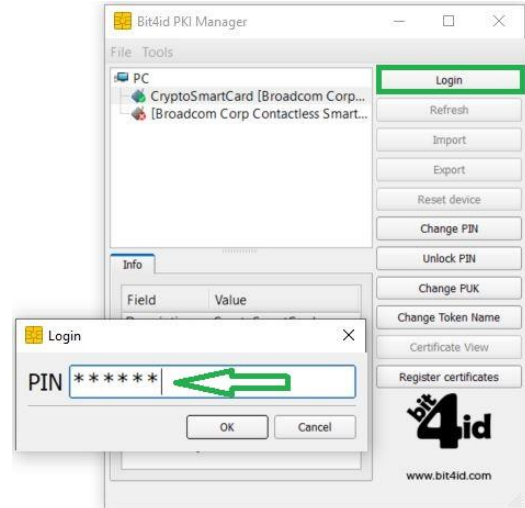 Bit4id PKI Manager
File Tools
PC
CryptoSmartCard [Broadcom Corp...
[Broadcom Corp Contactless Smart...
Login
Refresh
Import
Export
Reset device
Change PIN
Unlock PIN
Change PUK
Change Token Name
Certificate View
Register certificates
Info
Field Value
Login
PIN ******
OK Cancel
bit4id
www.bit4id.com